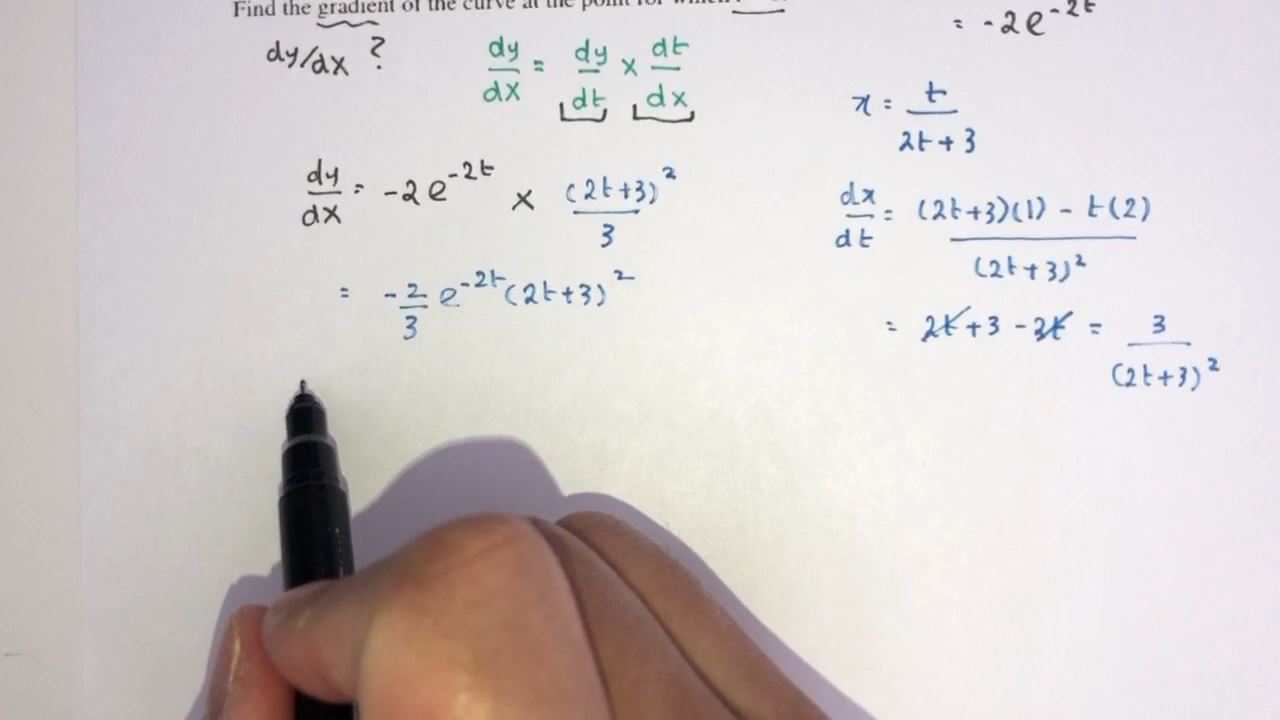 Find the gradient of the curve at the point for which
= -2e^{-2t}
dy/dx ?
dy/dx = dy/dt × dt/dx
dy/dx = -2e^{-2t} × (2t+3)^2/3
= -2/3 e^{-2t}(2t+3)^2
x = t/(2t+3)
dx/dt = (2t+3)(1) - t(2)/(2t+3)^2
= 2t+3-2t = 3/(2t+3)^2